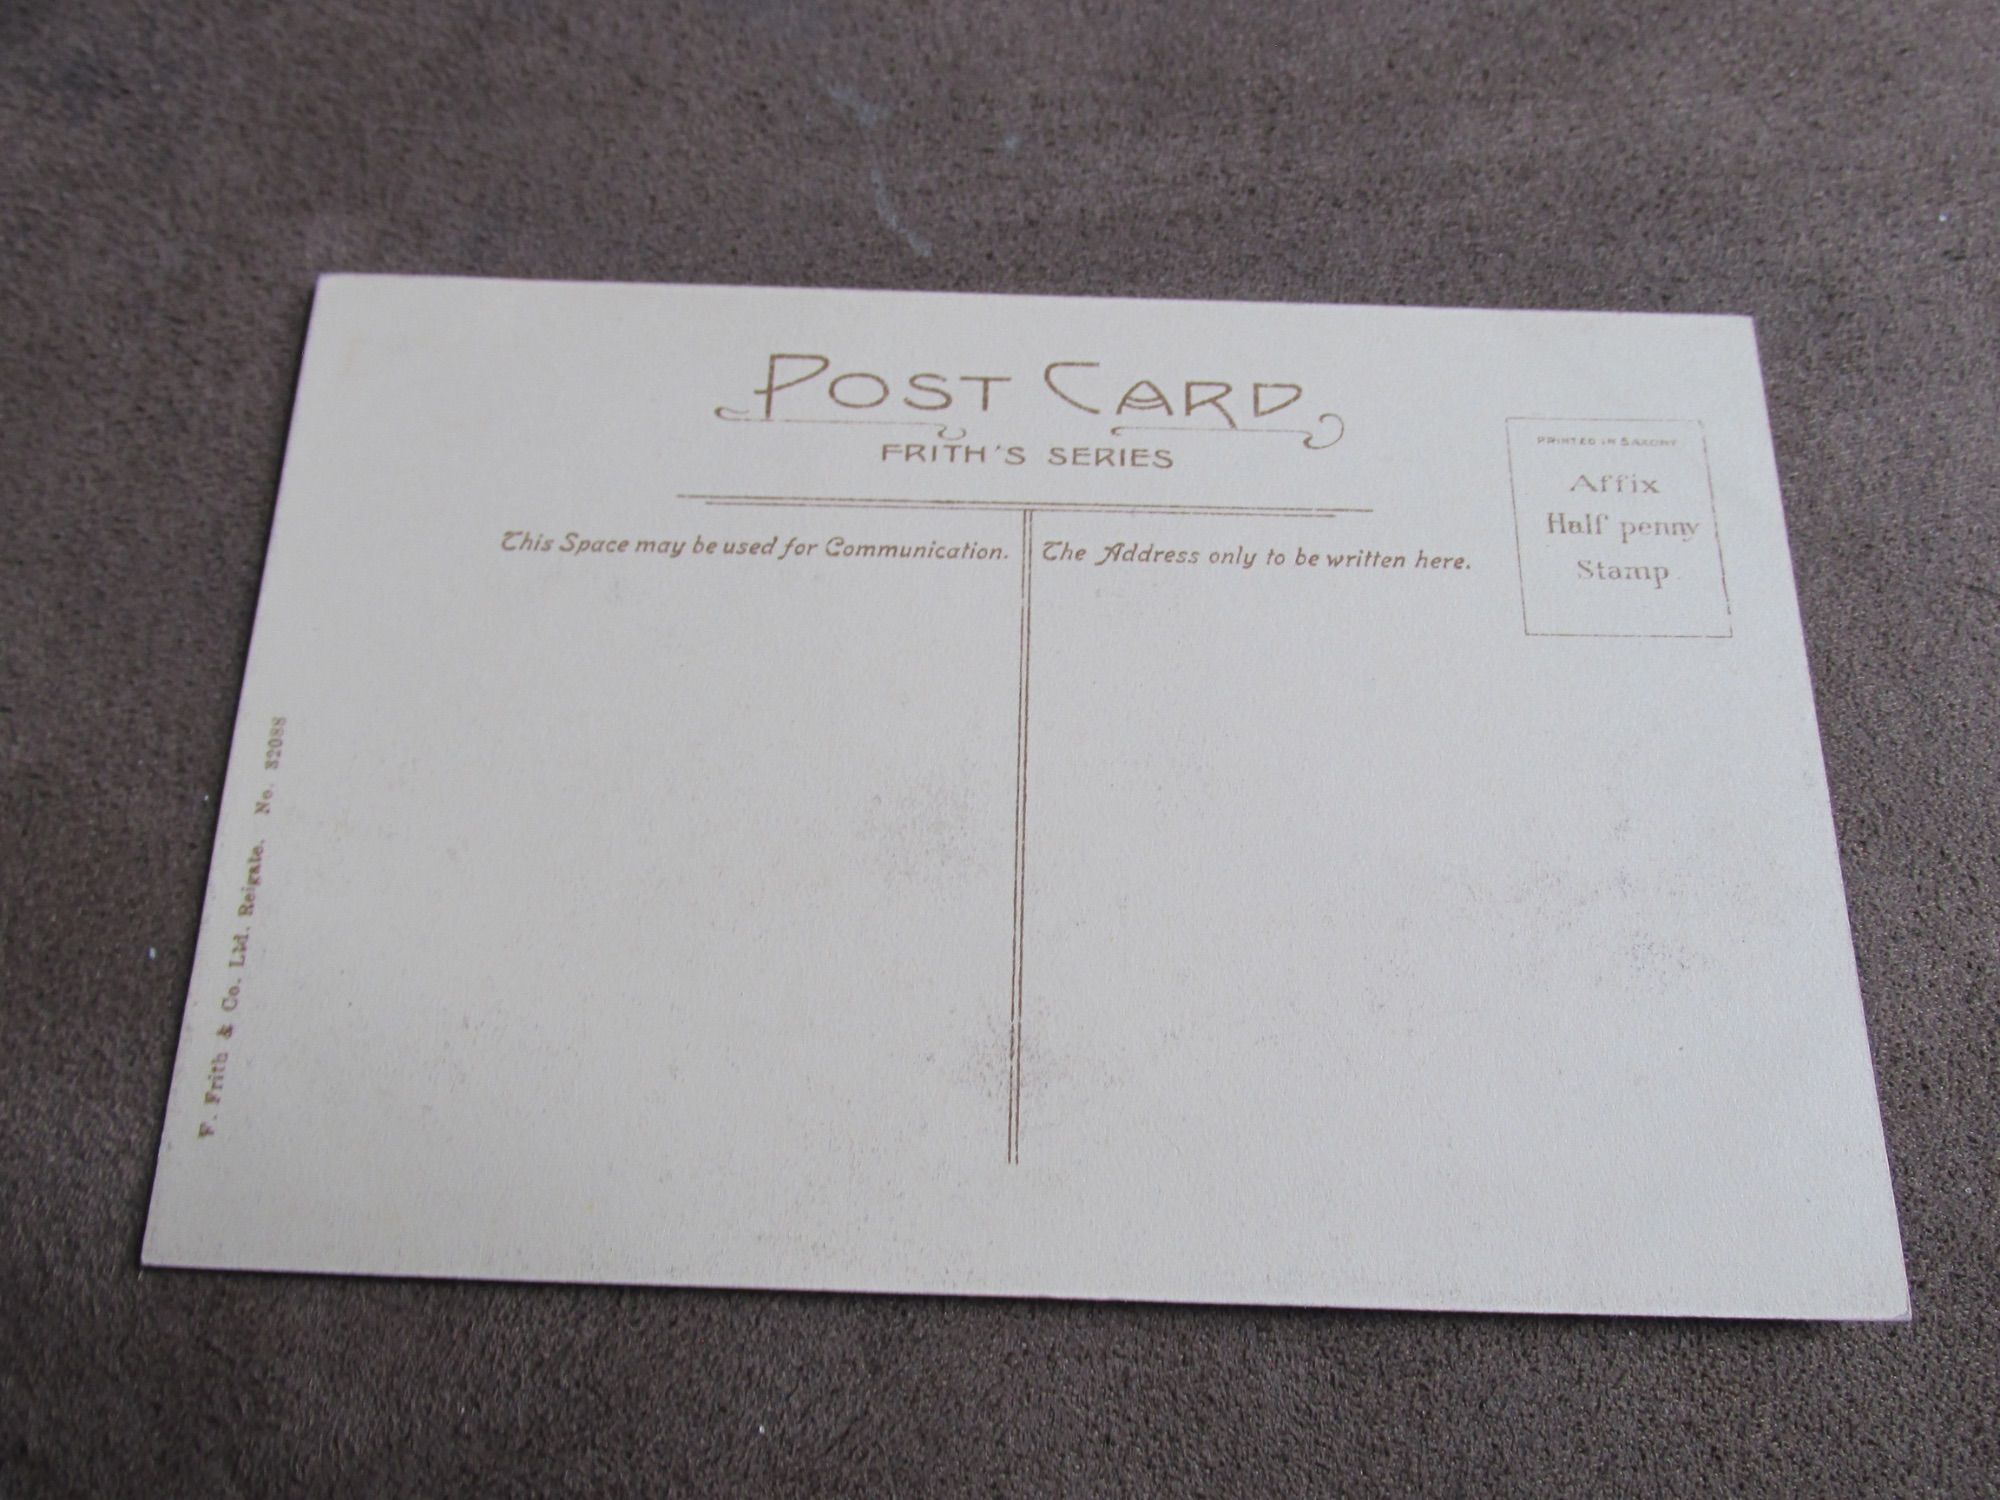 POST CARD
FRITH'S SERIES
PRINTED IN SAXONY
Affix
Half penny
Stamp
This Space may be used for Communication.
The Address only to be written here.
F. Frith & Co. Ltd. Reigate. No. 32088